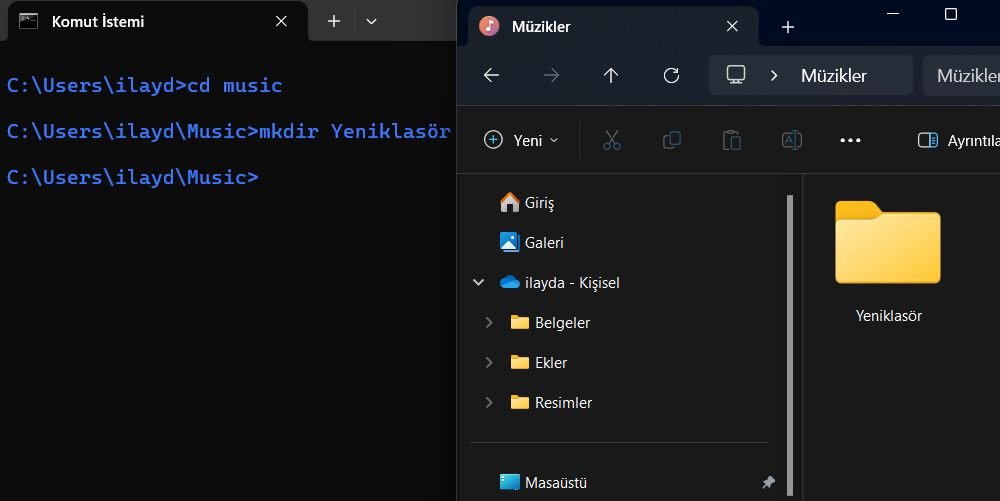 Komut İstemi
C:\Users\ilayd>cd music
C:\Users\ilayd\Music>mkdir Yeniklasör
C:\Users\ilayd\Music>
Müzikler
Müzikler
Müzikler
Yeni
Ayrıntıla
Giriş
Galeri
ilayda - Kişisel
Belgeler
Ekler
Resimler
Masaüstü
Yeniklasör